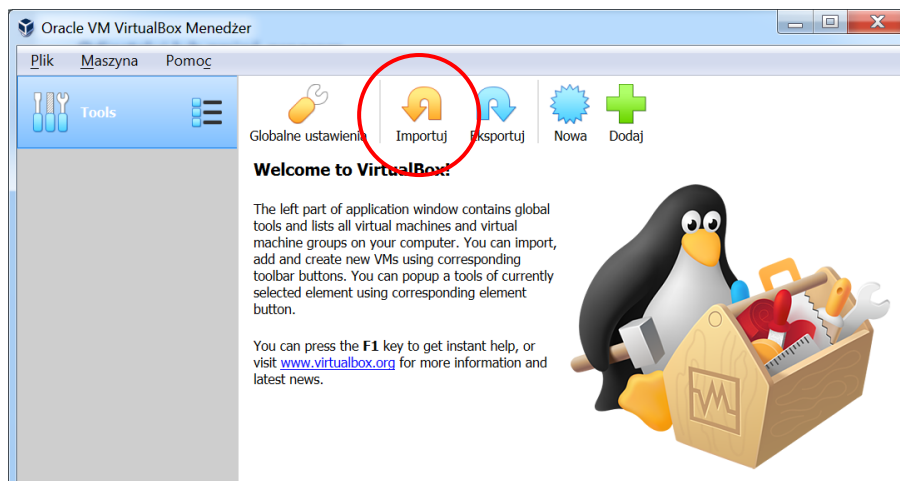 Oracle VM VirtualBox Menedżer
Plik Maszyna Pomoc
Tools
Globalne ustawienia Importuj Eksportuj Nowa Dodaj
Welcome to VirtualBox!
The left part of application window contains global
tools and lists all virtual machines and virtual
machine groups on your computer. You can import,
add and create new VMs using corresponding
toolbar buttons. You can popup a tools of currently
selected element using corresponding element
button.
You can press the F1 key to get instant help, or
visit www.virtualbox.org for more information and
latest news.